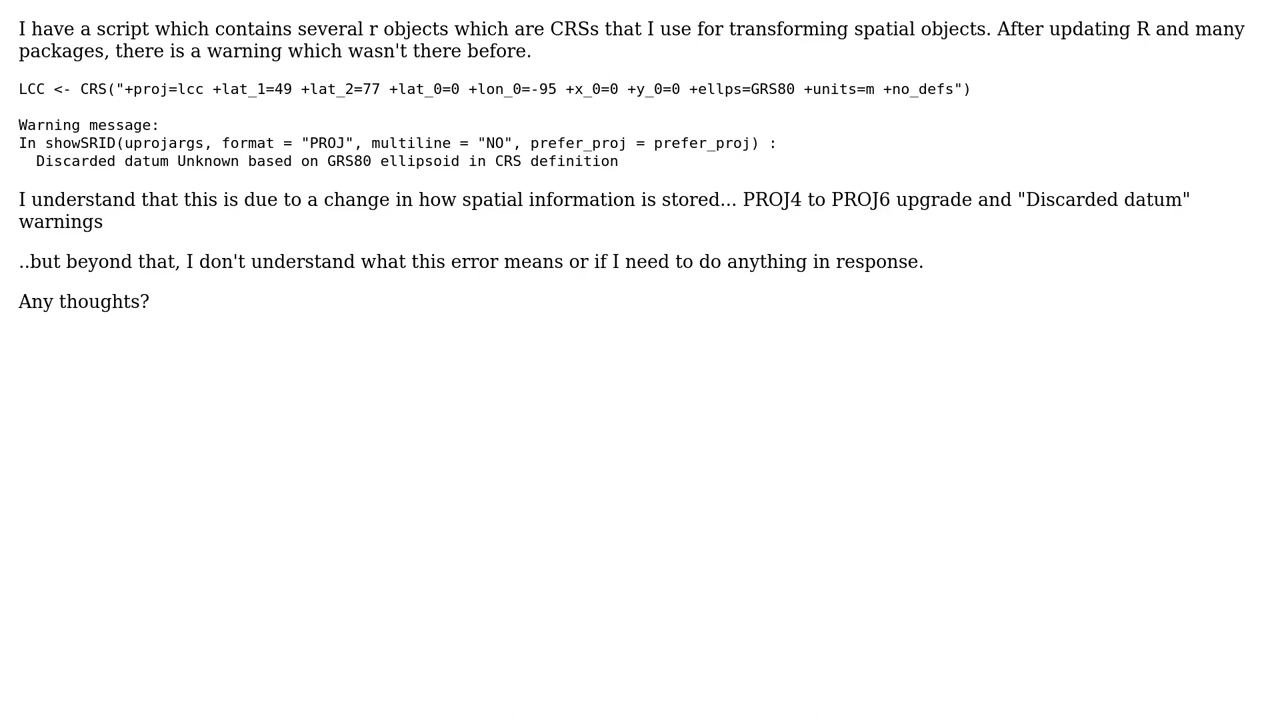 I have a script which contains several r objects which are CRSs that I use for transforming spatial objects. After updating R and many
packages, there is a warning which wasn't there before.
LCC <- CRS("+proj=lcc +lat_1=49 +lat_2=77 +lat_0=0 +lon_0=-95 +x_0=0 +y_0=0 +ellps=GRS80 +units=m +no_defs")
Warning message:
In showSRID(uprojargs, format = "PROJ", multiline = "NO", prefer_proj = prefer_proj) :
  Discarded datum Unknown based on GRS80 ellipsoid in CRS definition
I understand that this is due to a change in how spatial information is stored... PROJ4 to PROJ6 upgrade and "Discarded datum"
warnings
..but beyond that, I don't understand what this error means or if I need to do anything in response.
Any thoughts?